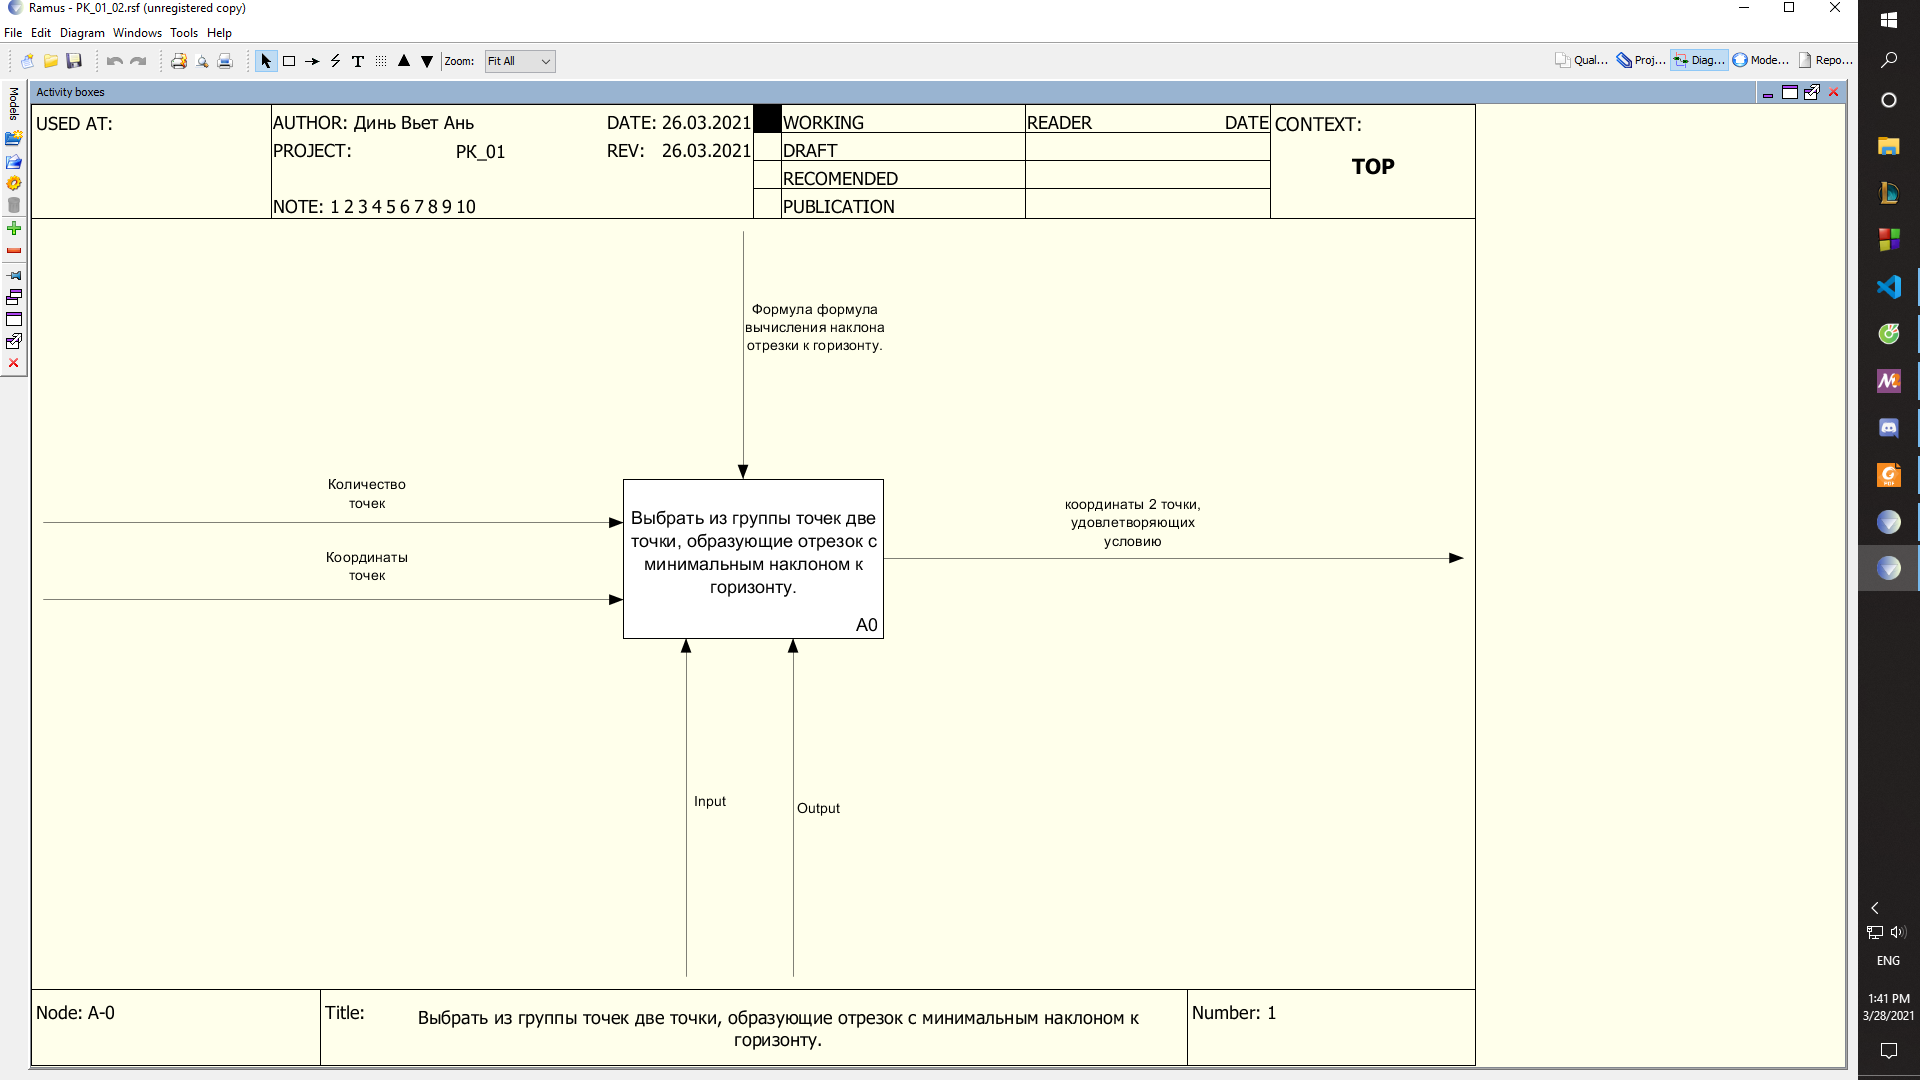 Ramus - PK_01_02.rsf (unregistered copy)
File Edit Diagram Windows Tools Help
Zoom: Fit All
Qual... Proj... Diag... Mode... Repo...
Models
Activity boxes
USED AT:
AUTHOR: Динь Вьет Ань
DATE: 26.03.2021
PROJECT: PK_01
REV: 26.03.2021
NOTE: 1 2 3 4 5 6 7 8 9 10
WORKING
DRAFT
RECOMENDED
PUBLICATION
READER DATE
CONTEXT:
TOP
Формула формула
вычисления наклона
отрезки к горизонту.
Количество
точек
Координаты
точек
Выбрать из группы точек две
точки, образующие отрезок с
минимальным наклоном к
горизонту.
A0
координаты 2 точки,
удовлетворяющих
условию
Input
Output
Node: A-0
Title:
Выбрать из группы точек две точки, образующие отрезок с минимальным наклоном к
горизонту.
Number: 1
ENG
1:41 PM
3/28/2021